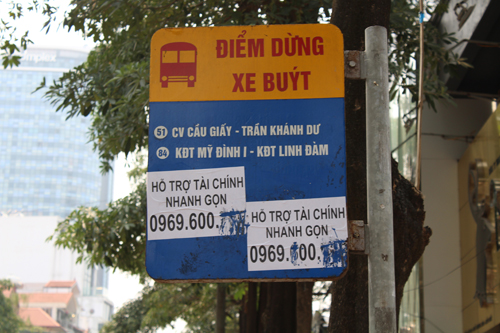 ĐIỂM DỪNG
XE BUÝT
51 CV CẦU GIẤY - TRẦN KHÁNH DƯ
84 KĐT MỸ ĐÌNH I - KĐT LINH ĐÀM
HỖ TRỢ TÀI CHÍNH
NHANH GỌN
0969.600.
HỖ TRỢ TÀI CHÍNH
NHANH GỌN